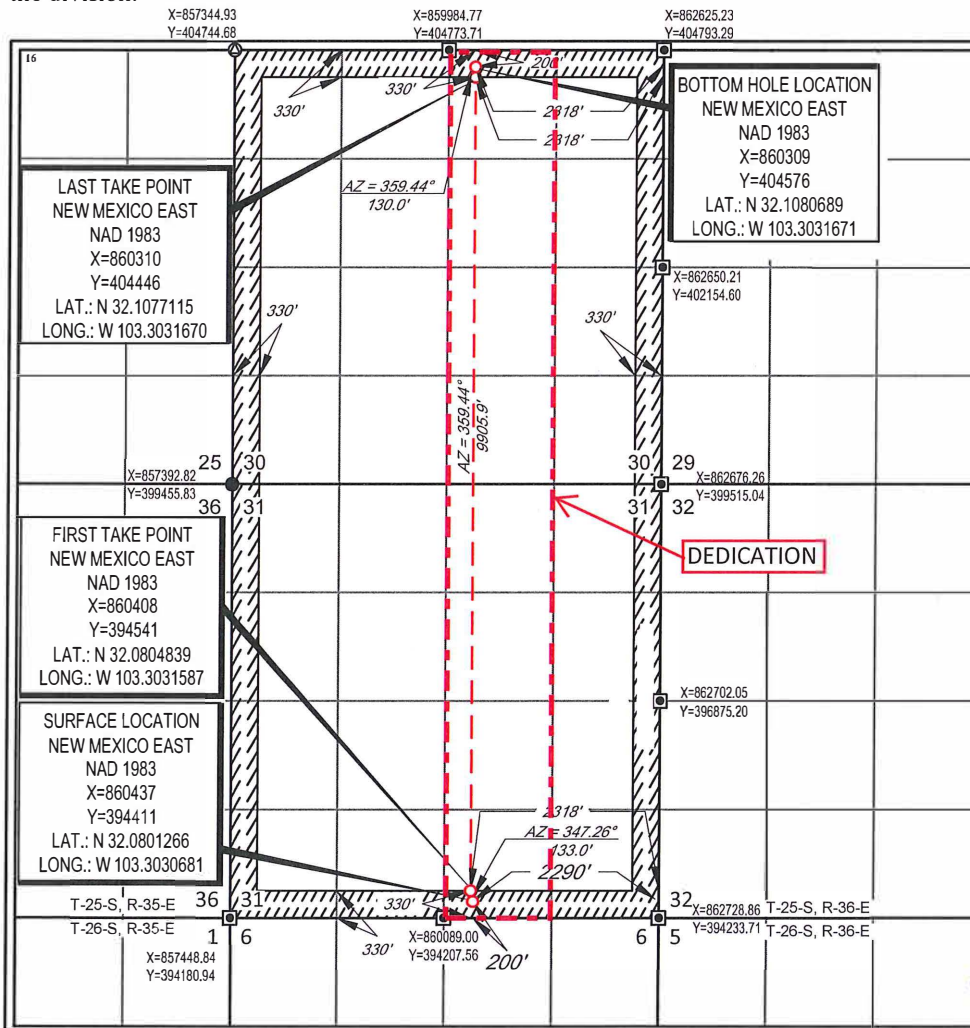 the division.
X=857344.93
Y=404744.68
X=859984.77
Y=404773.71
X=862625.23
Y=404793.29
16
200'
330'
330'
2318'
2318'
AZ = 359.44°
130.0'
BOTTOM HOLE LOCATION
NEW MEXICO EAST
NAD 1983
X=860309
Y=404576
LAT.: N 32.1080689
LONG.: W 103.3031671
LAST TAKE POINT
NEW MEXICO EAST
NAD 1983
X=860310
Y=404446
LAT.: N 32.1077115
LONG.: W 103.3031670
X=862650.21
Y=402154.60
330'
330'
AZ = 359.44°
9905.9'
25 30
30 29
X=857392.82
Y=399455.83
X=862676.26
Y=399515.04
36 31
31 32
FIRST TAKE POINT
NEW MEXICO EAST
NAD 1983
X=860408
Y=394541
LAT.: N 32.0804839
LONG.: W 103.3031587
DEDICATION
X=862702.05
Y=396875.20
SURFACE LOCATION
NEW MEXICO EAST
NAD 1983
X=860437
Y=394411
LAT.: N 32.0801266
LONG.: W 103.3030681
2318'
AZ = 347.26°
133.0'
2290'
330'
T-25-S, R-35-E
36 31
32
X=862728.86
Y=394233.71
T-25-S, R-36-E
T-26-S, R-35-E
T-26-S, R-36-E
1 6
6 5
330'
X=860089.00
Y=394207.56
200'
X=857448.84
Y=394180.94